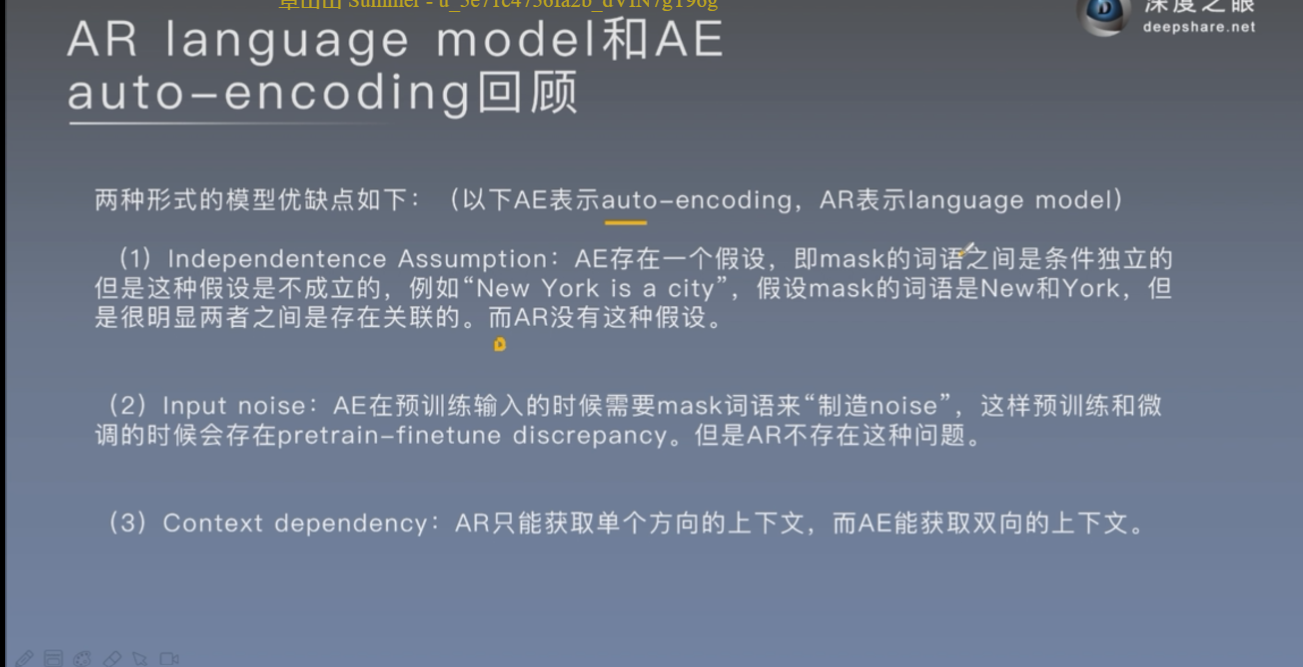 Summer - u_5e71c4756fa2b_dVIN7gT96g
深度之眼
deepshare.net
AR language model和AE
auto-encoding回顾
两种形式的模型优缺点如下：（以下AE表示auto-encoding，AR表示language model）
（1）Independentence Assumption：AE存在一个假设，即mask的词语之间是条件独立的
但是这种假设是不成立的，例如“New York is a city”，假设mask的词语是New和York，但
是很明显两者之间是存在关联的。而AR没有这种假设。
（2）Input noise：AE在预训练输入的时候需要mask词语来“制造noise”，这样预训练和微
调的时候会存在pretrain-finetune discrepancy。但是AR不存在这种问题。
（3）Context dependency：AR只能获取单个方向的上下文，而AE能获取双向的上下文。